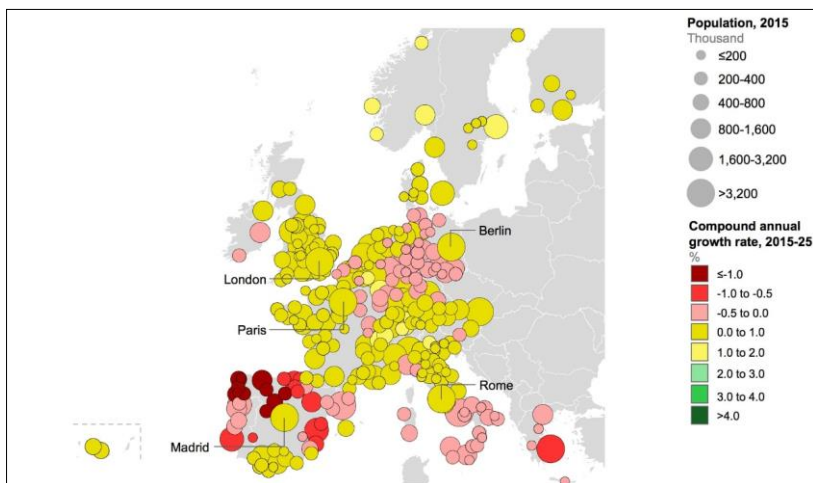 Population, 2015
Thousand
≤200
200-400
400-800
800-1,600
1,600-3,200
>3,200
Compound annual
growth rate, 2015-25
%
≤-1.0
-1.0 to -0.5
-0.5 to 0.0
0.0 to 1.0
1.0 to 2.0
2.0 to 3.0
3.0 to 4.0
>4.0
Berlin
London
Paris
Rome
Madrid